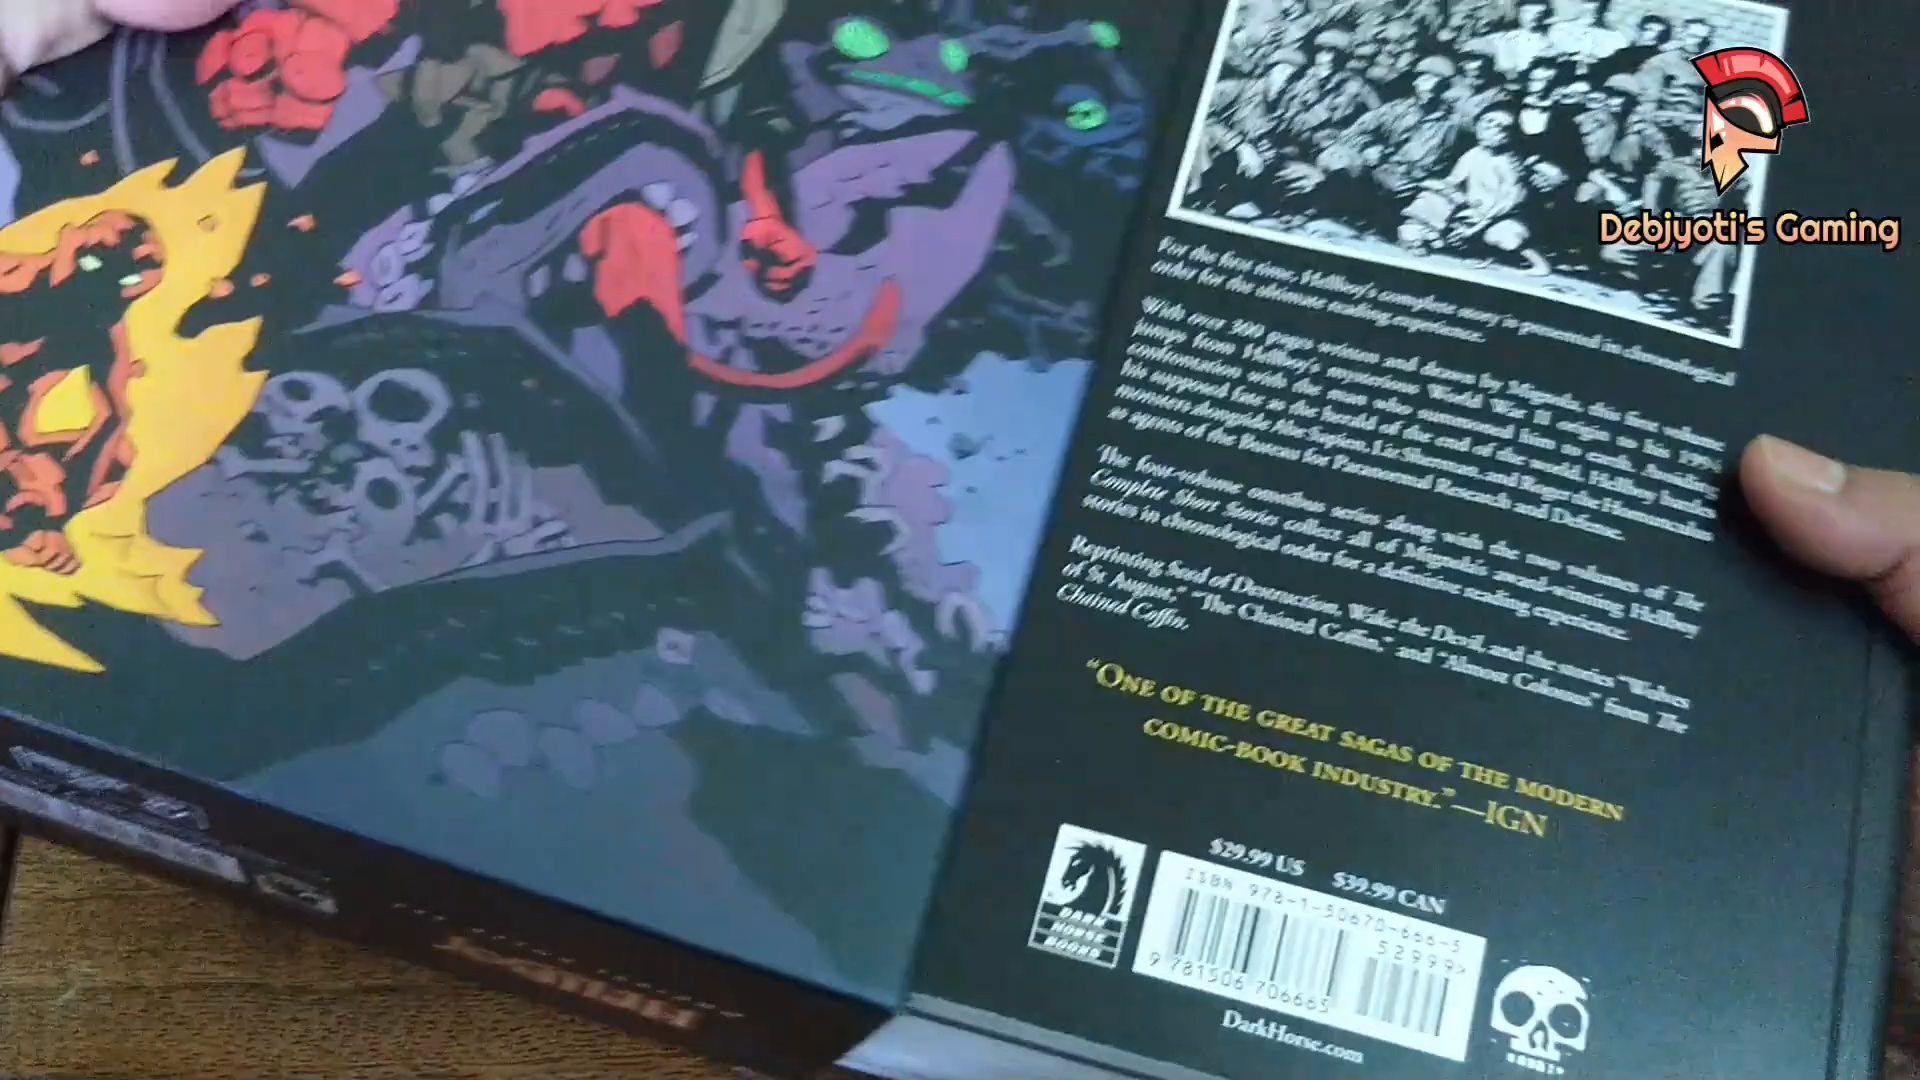 Debjyoti's Gaming
For the first time, Hellboy's complete story is presented in chronological
order for the ultimate reading experience.
With over 300 pages written and drawn by Mignola, this first volume
jumps from Hellboy's mysterious World War II origin to his 1994
confrontation with the man who summoned him to earth. Avoiding
his supposed fate as the herald of the end of the world, Hellboy battles
monsters alongside Abe Sapien, Liz Sherman, and Roger the Homunculus
as agents of the Bureau for Paranormal Research and Defense.
The four-volume omnibus series along with the two volumes of The
Complete Short Stories collect all of Mignola's award-winning Hellboy
stories in chronological order for a definitive reading experience.
Reprinting Seed of Destruction, Wake the Devil, and the stories "Wolves
of St. August," "The Chained Coffin," and "Almost Colossus" from The
Chained Coffin.
"ONE OF THE GREAT SAGAS OF THE MODERN
COMIC-BOOK INDUSTRY."—IGN
$29.99 US $39.99 CAN
ISBN 978-1-50670-666-5
52999>
9 781506 706665
DARK
HORSE
BOOKS
DarkHorse.com